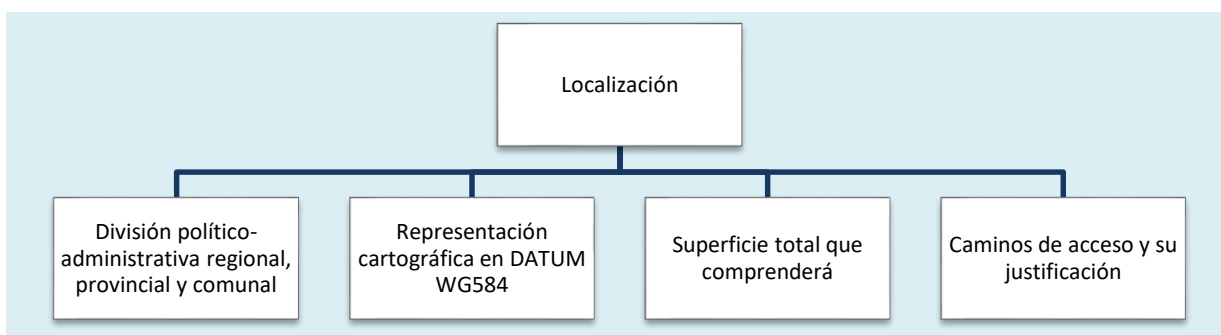 Localización
División político-
administrativa regional,
provincial y comunal
Representación
cartográfica en DATUM
WG584
Superficie total que
comprenderá
Caminos de acceso y su
justificación